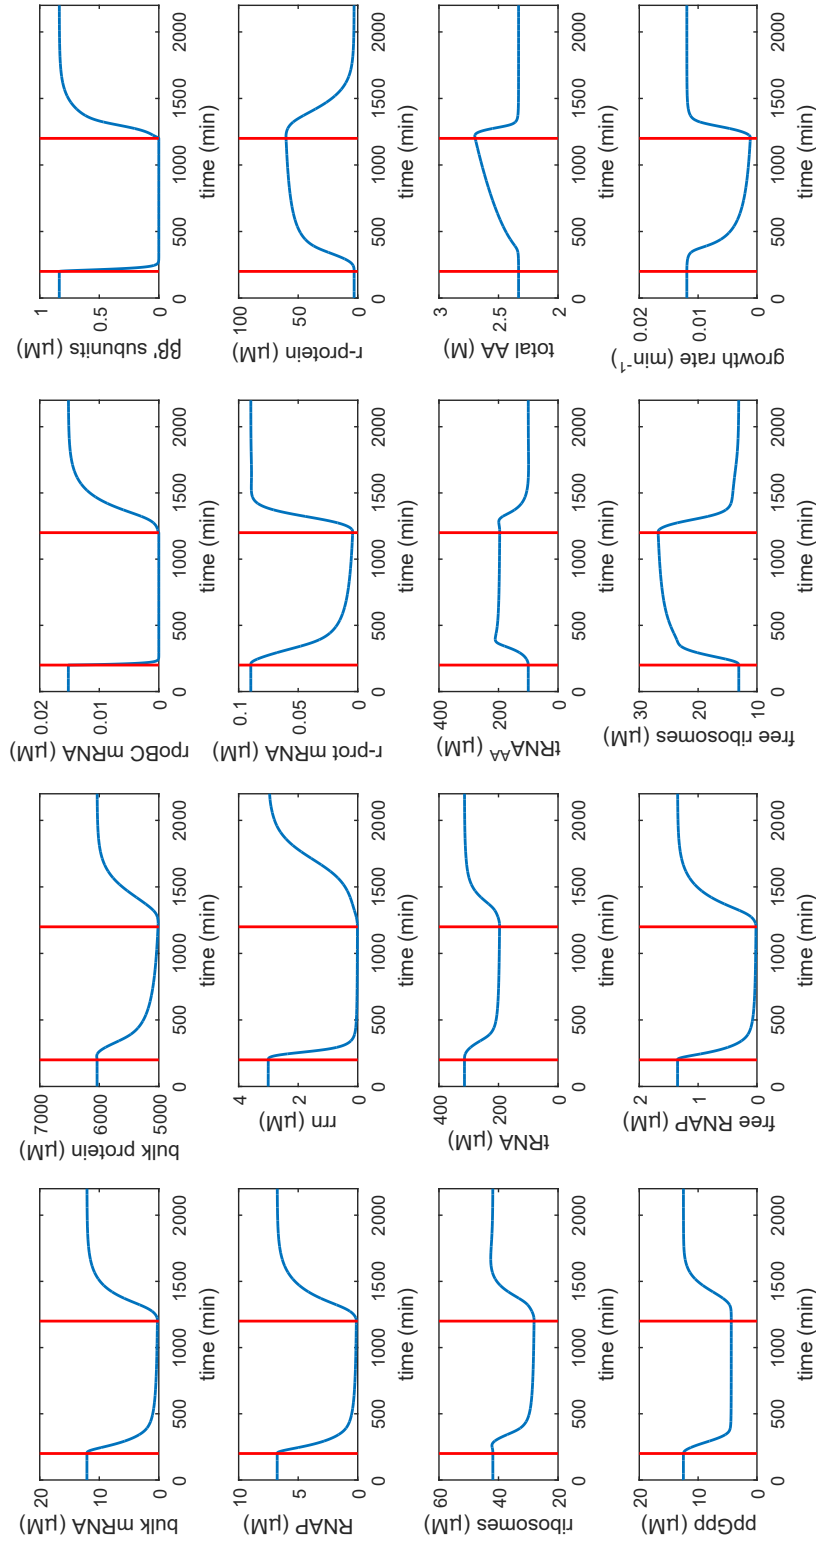 bulk mRNA
(µM)
20
10
0
0
500
1000
1500
2000
time (min)
bulk protein
(µM)
7000
6000
5000
0
500
1000
1500
2000
time (min)
rpoBC mRNA
(µM)
0.02
0.01
0
0
500
1000
1500
2000
time (min)
ββ' subunits
(µM)
1
0.5
0
0
500
1000
1500
2000
time (min)
RNAP
(µM)
10
5
0
0
500
1000
1500
2000
time (min)
rrn
(µM)
4
2
0
0
500
1000
1500
2000
time (min)
r-prot mRNA
(µM)
0.1
0.05
0
0
500
1000
1500
2000
time (min)
r-protein
(µM)
100
50
0
0
500
1000
1500
2000
time (min)
ribosomes
(µM)
60
40
20
0
500
1000
1500
2000
time (min)
tRNA
(µM)
400
200
0
0
500
1000
1500
2000
time (min)
tRNA^AA
(µM)
400
200
0
0
500
1000
1500
2000
time (min)
total AA
(M)
3
2.5
2
0
500
1000
1500
2000
time (min)
ppGpp
(µM)
20
10
0
0
500
1000
1500
2000
time (min)
free RNAP
(µM)
2
1
0
0
500
1000
1500
2000
time (min)
free ribosomes
(µM)
30
20
10
0
500
1000
1500
2000
time (min)
growth rate
(min⁻¹)
0.02
0.01
0
0
500
1000
1500
2000
time (min)